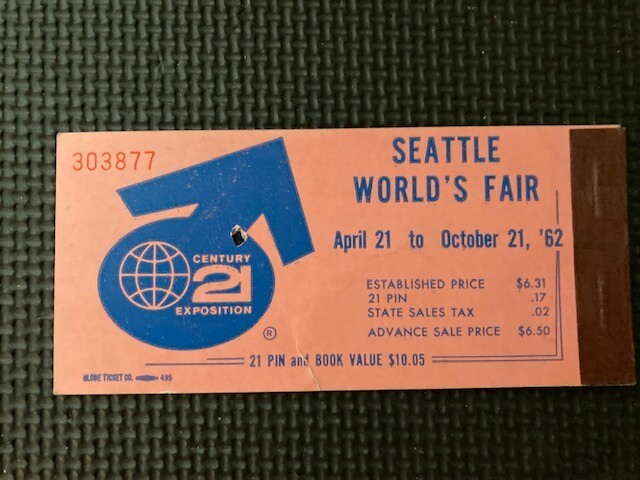 303877
SEATTLE
WORLD'S FAIR
April 21 to October 21, '62
CENTURY
21
EXPOSITION
®
ESTABLISHED PRICE $6.31
21 PIN .17
STATE SALES TAX .02
ADVANCE SALE PRICE $6.50
21 PIN and BOOK VALUE $10.05
GLOBE TICKET CO. 495